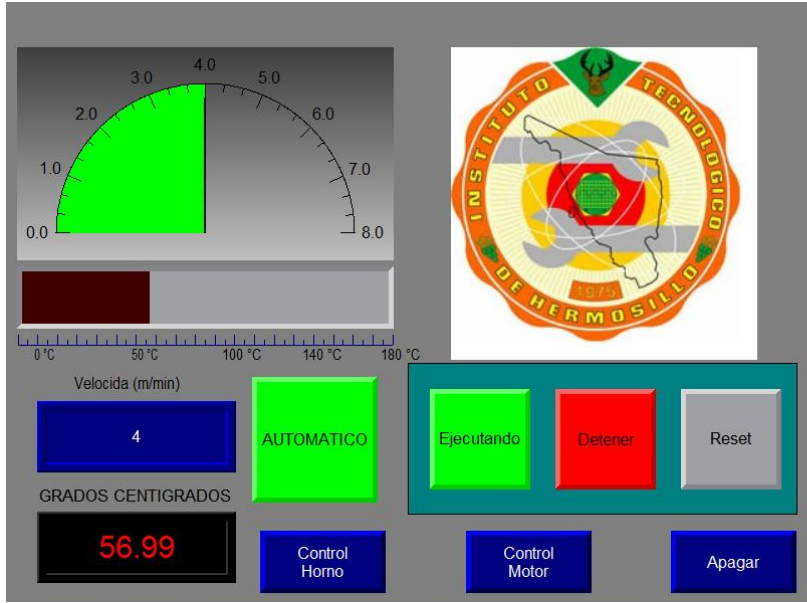 0.0
1.0
2.0
3.0
4.0
5.0
6.0
7.0
8.0
INSTITUTO TECNOLOGICO
DE HERMOSILLO
1975
0 °C 50 °C 100 °C 140 °C 180 °C
Velocida (m/min)
4
AUTOMATICO
Ejecutando
Detener
Reset
GRADOS CENTIGRADOS
56.99
Control
Horno
Control
Motor
Apagar